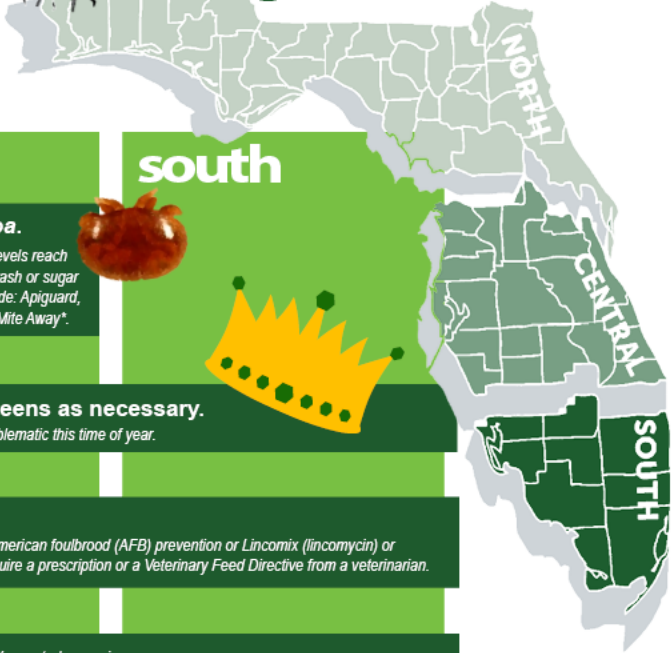 south
pa.
evels reach
ash or sugar
de: Apiguard,
Mite Away*.
eens as necessary.
blematic this time of year.
merican foulbrood (AFB) prevention or Lincomix (lincomycin) or
uire a prescription or a Veterinary Feed Directive from a veterinarian.
NORTH
CENTRAL
SOUTH